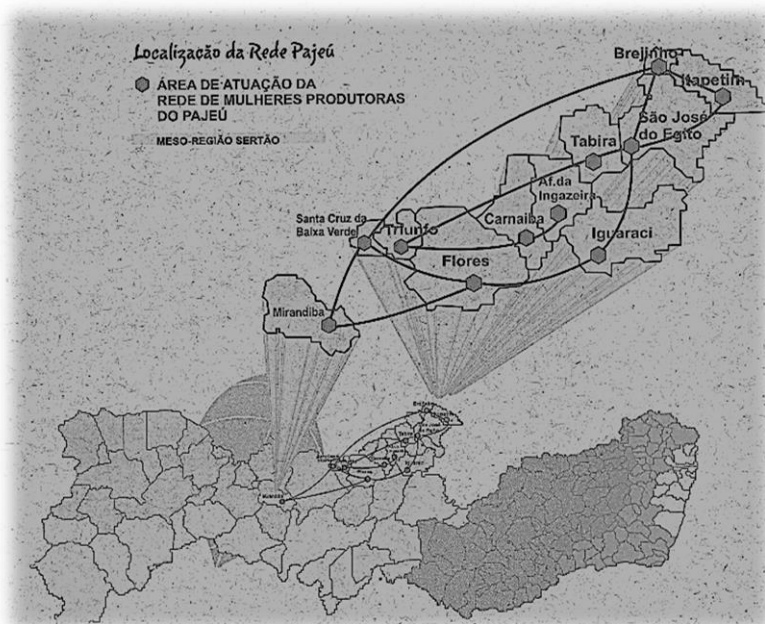 Localização da Rede Pajeú
ÁREA DE ATUAÇÃO DA
REDE DE MULHERES PRODUTORAS
DO PAJEÚ
MESO-REGIÃO SERTÃO
Brejinho
Itapetim
São José
do Egito
Tabira
Af. da
Ingazeira
Santa Cruz da
Baixa Verde
Triunfo
Carnaiba
Iguaraci
Flores
Mirandiba